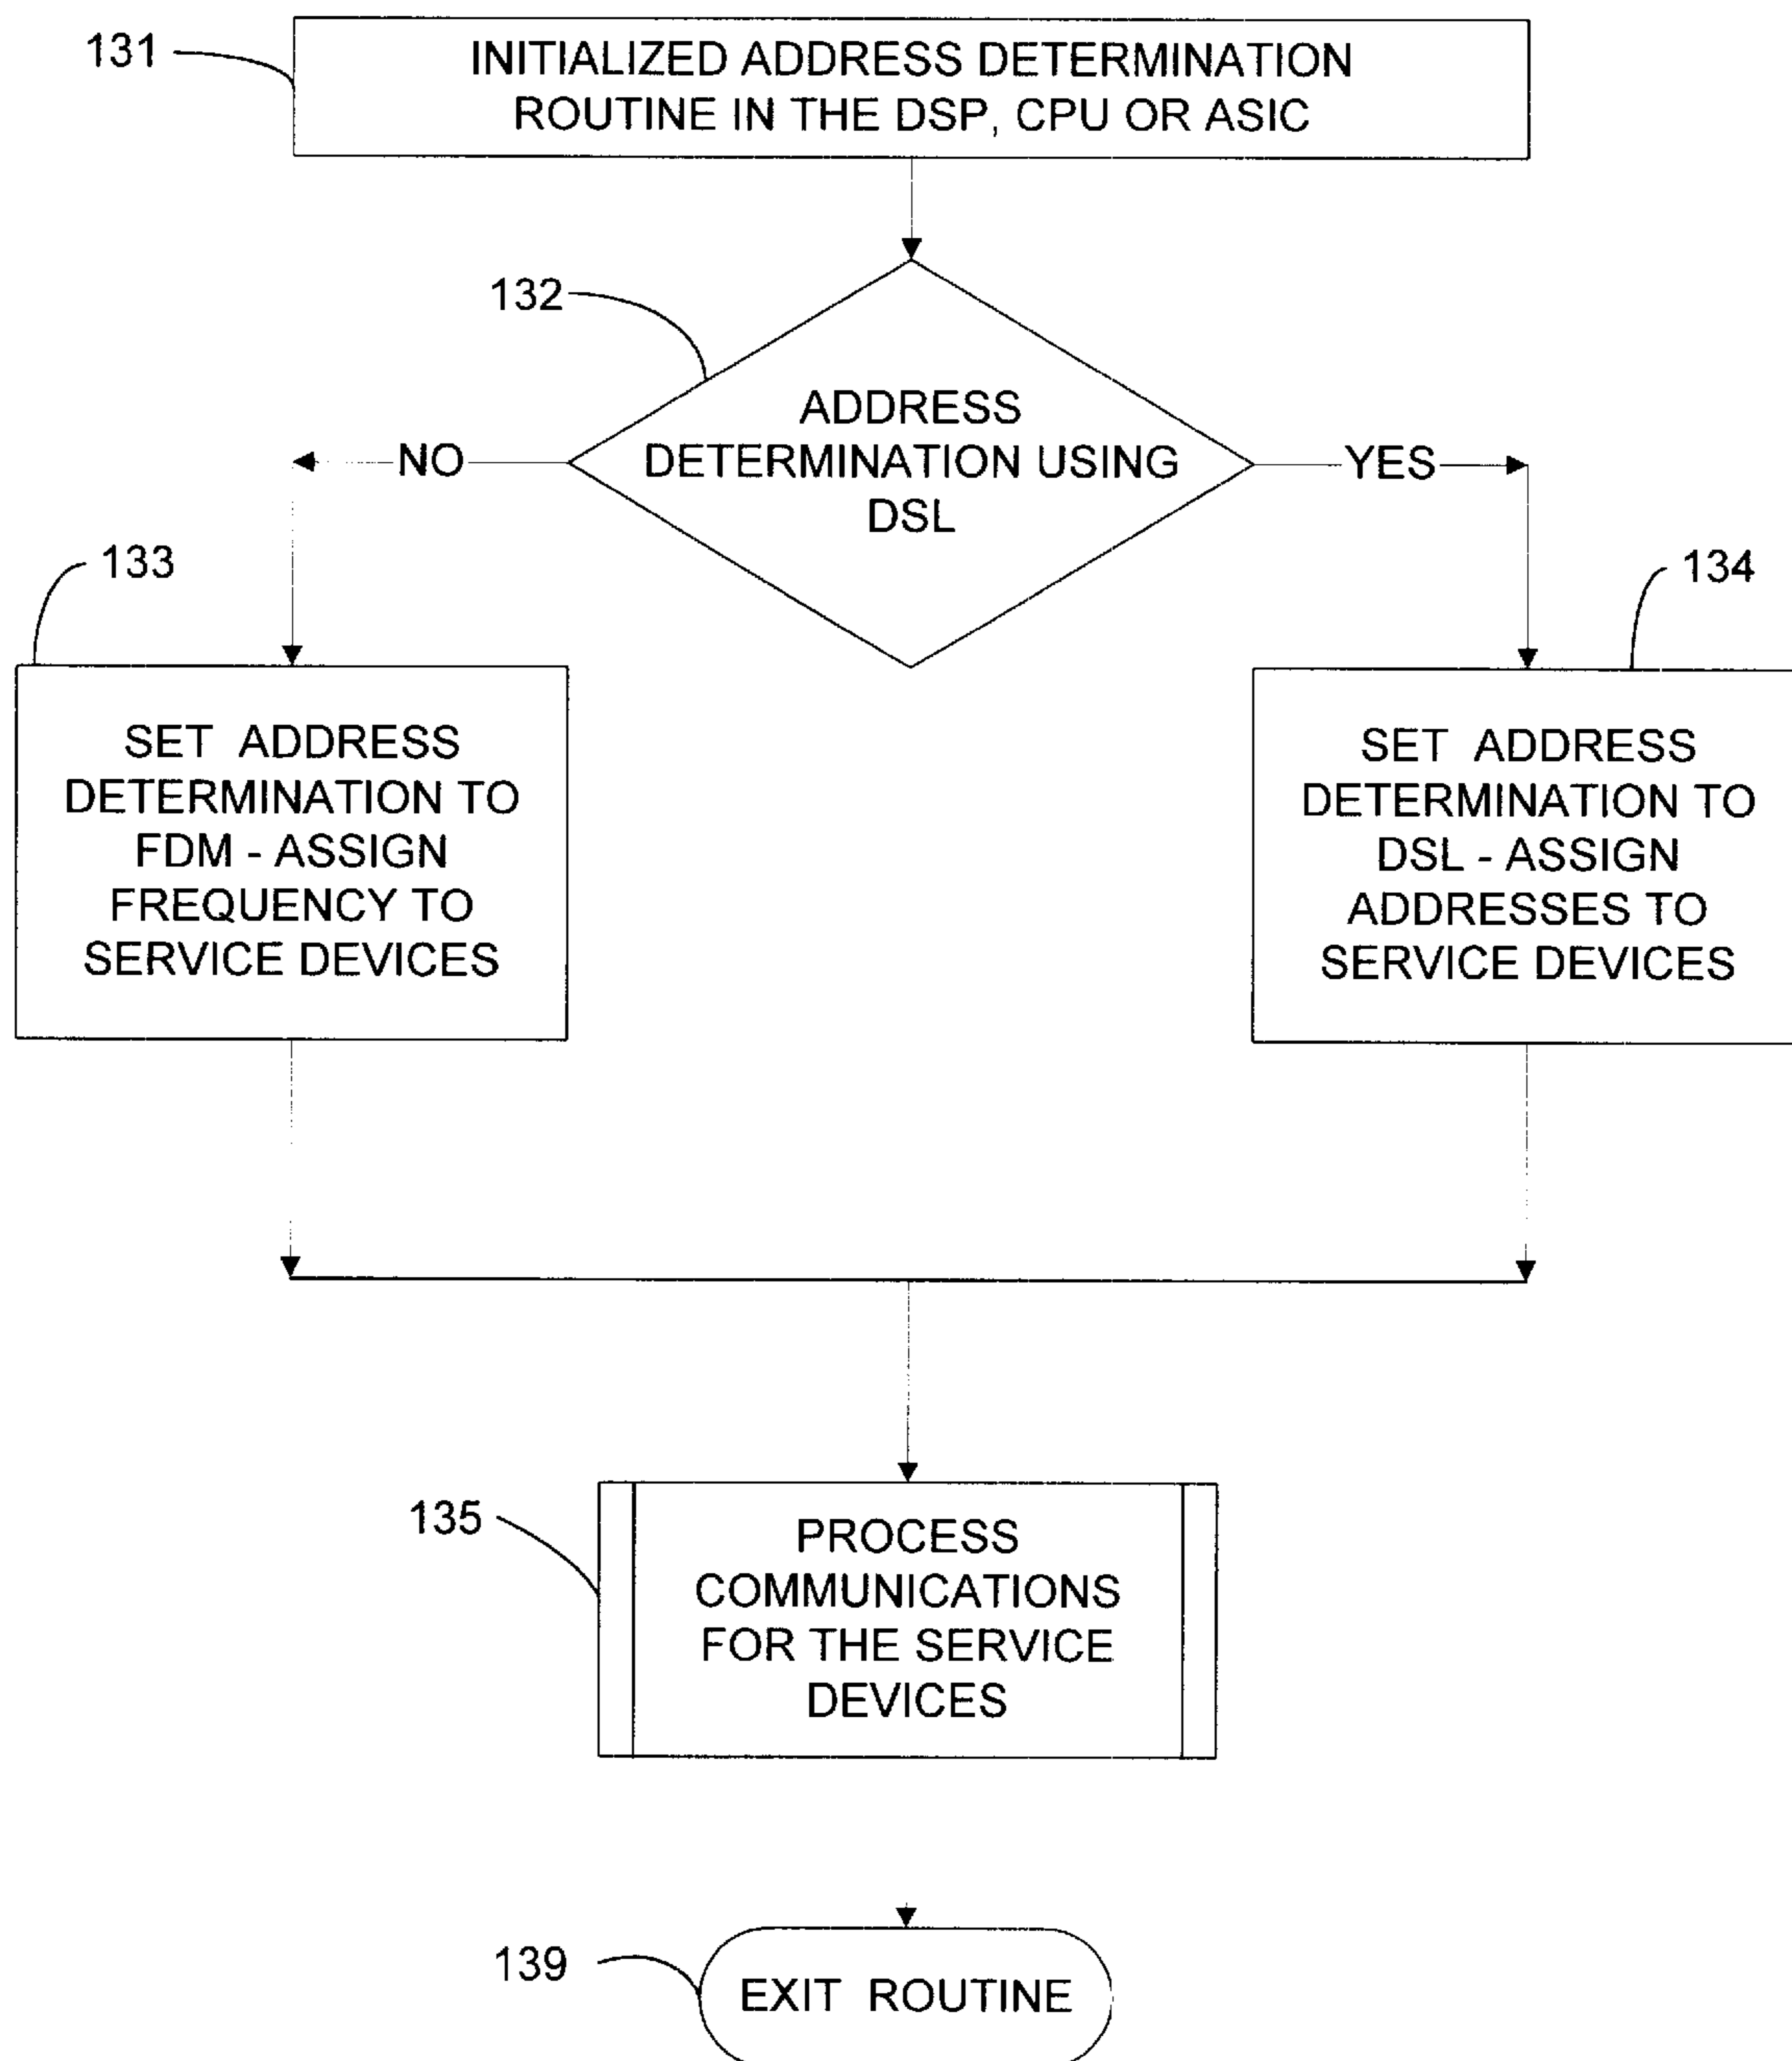 131
INITIALIZED ADDRESS DETERMINATION
ROUTINE IN THE DSP, CPU OR ASIC
132
ADDRESS
DETERMINATION USING
DSL
NO
YES
133
134
SET ADDRESS
DETERMINATION TO
FDM - ASSIGN
FREQUENCY TO
SERVICE DEVICES
SET ADDRESS
DETERMINATION TO
DSL - ASSIGN
ADDRESSES TO
SERVICE DEVICES
135
PROCESS
COMMUNICATIONS
FOR THE SERVICE
DEVICES
139
EXIT ROUTINE